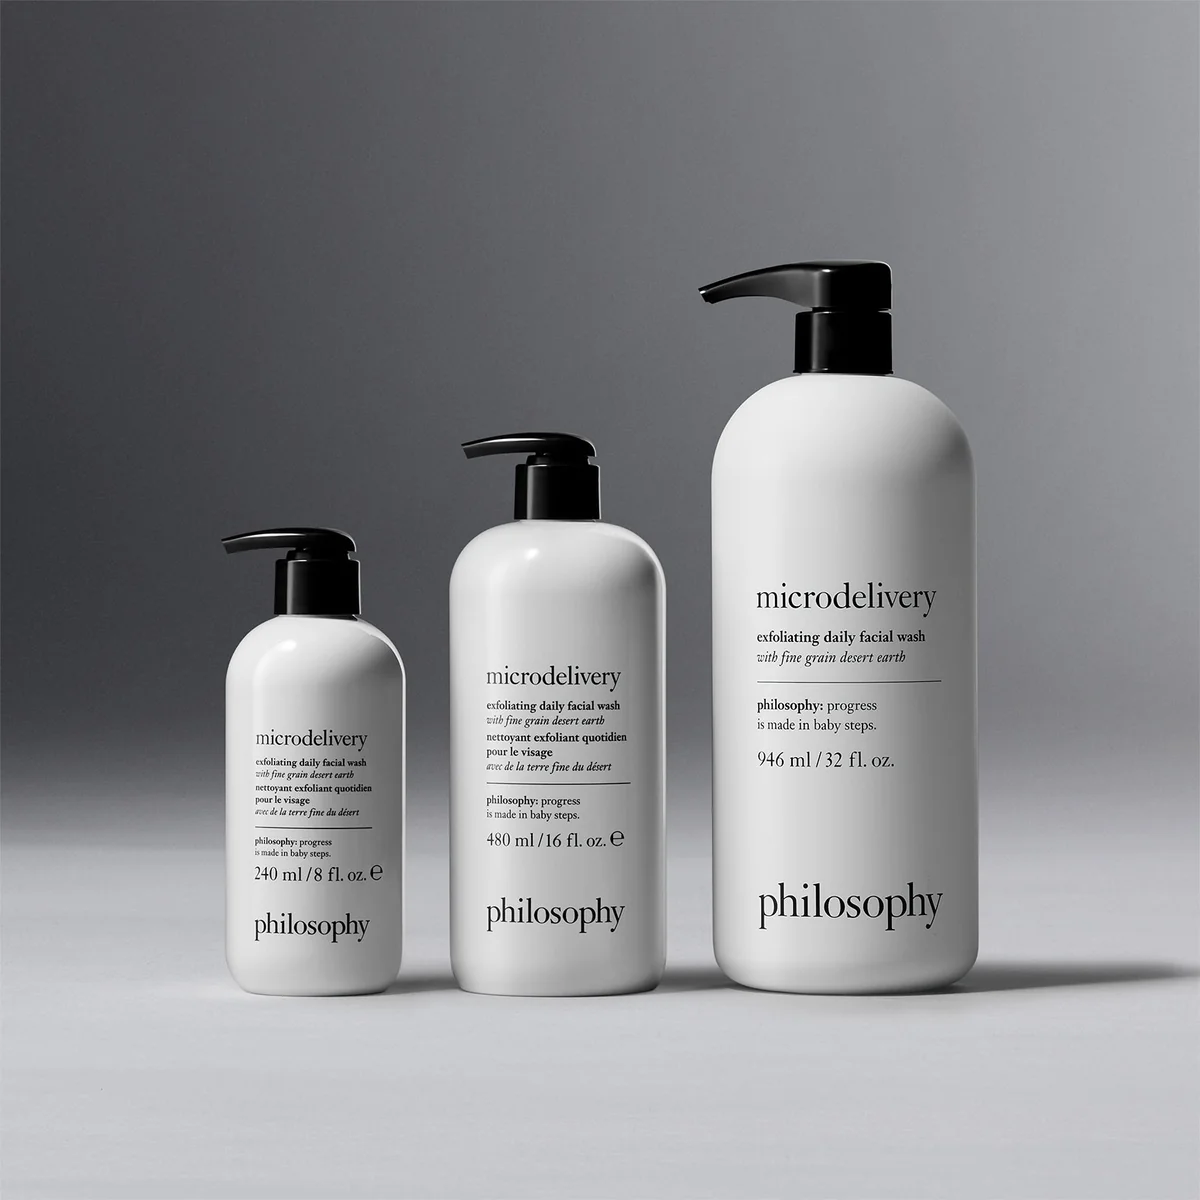 microdelivery
exfoliating daily facial wash
with fine grain desert earth
nettoyant exfoliant quotidien
pour le visage
avec de la terre fine du désert
philosophy: progress
is made in baby steps.
240 ml / 8 fl. oz. ℮
philosophy
microdelivery
exfoliating daily facial wash
with fine grain desert earth
nettoyant exfoliant quotidien
pour le visage
avec de la terre fine du désert
philosophy: progress
is made in baby steps.
480 ml / 16 fl. oz. ℮
philosophy
microdelivery
exfoliating daily facial wash
with fine grain desert earth
philosophy: progress
is made in baby steps.
946 ml / 32 fl. oz.
philosophy